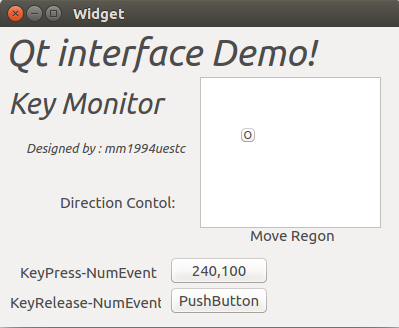 Widget
Qt interface Demo!
Key Monitor
O
Designed by : mm1994uestc
Direction Contol:
Move Regon
KeyPress-NumEvent
240,100
KeyRelease-NumEvent
PushButton